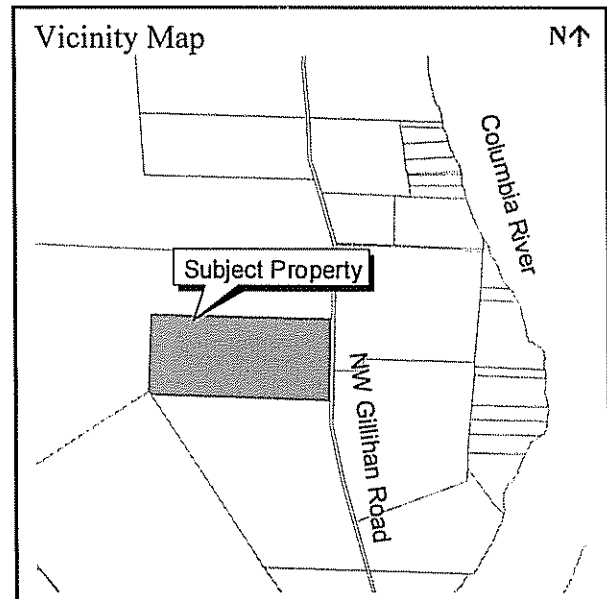 Vicinity Map
N↑
Columbia River
Subject Property
NW Gillihan Road